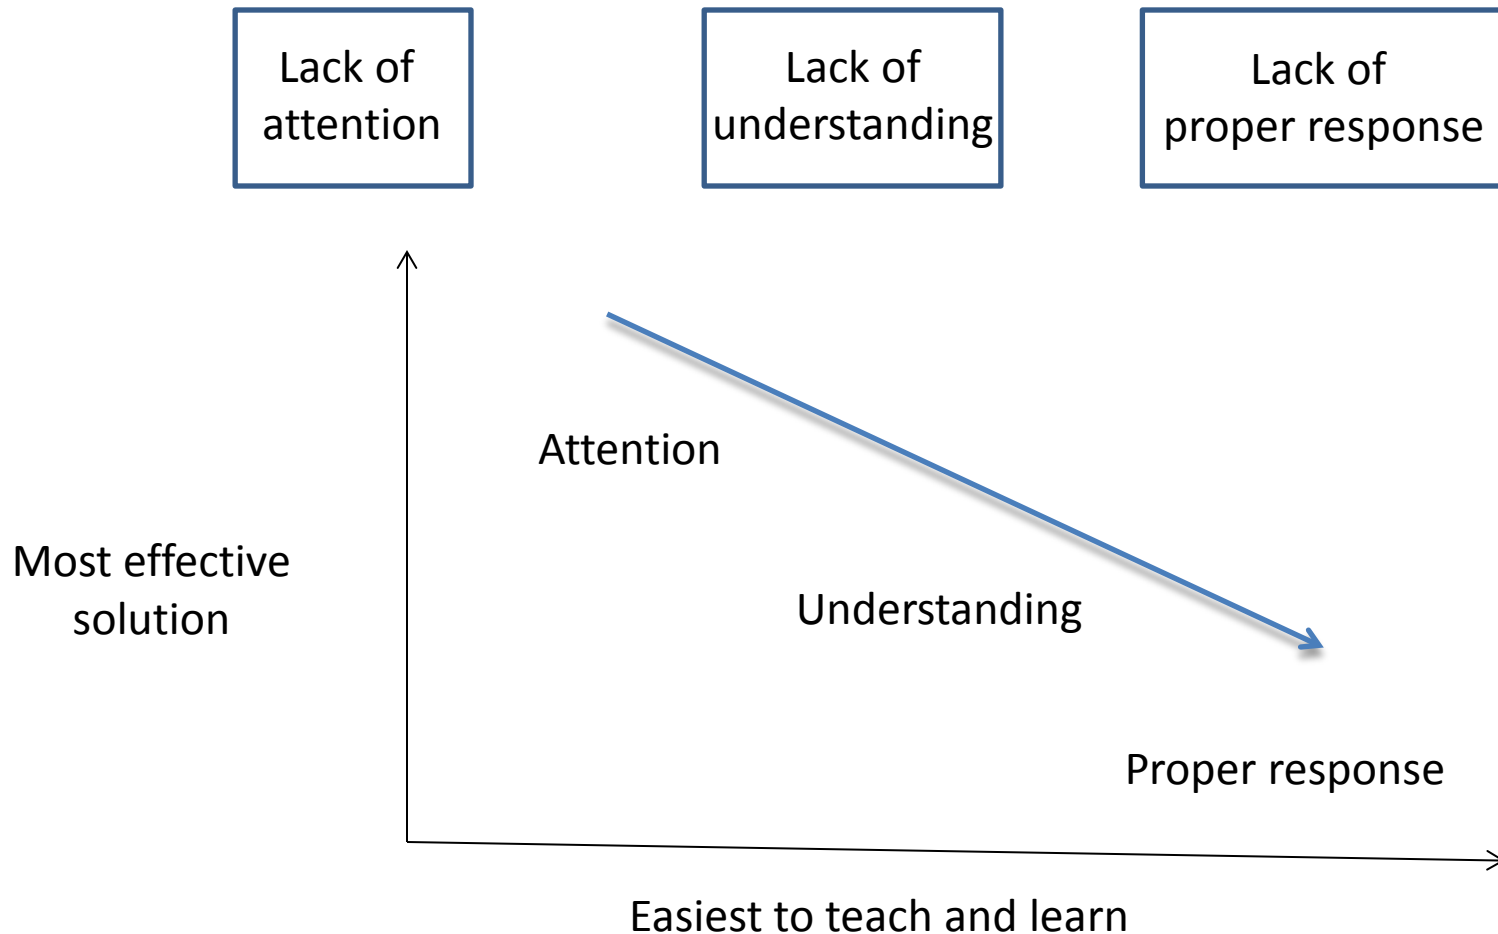 Lack of
attention
Lack of
understanding
Lack of
proper response
Attention
Most effective
solution
Understanding
Proper response
Easiest to teach and learn